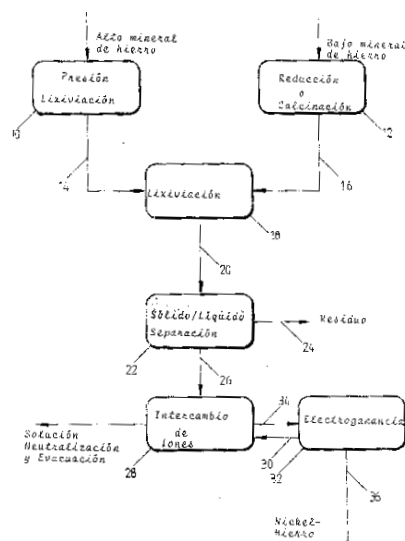 Alto mineral
de hierro
Bajo mineral
de hierro
Presión
Lixiviación
10
Reducción
o
Calcinación
12
14
16
Lixiviación
18
20
Sólido/Líquido
Separación
22
24
Residuo
26
Intercambio
de
Iones
28
34
30
Electroganancia
32
Solución
Neutralización
y Evacuación
36
Nickel-
Hierro